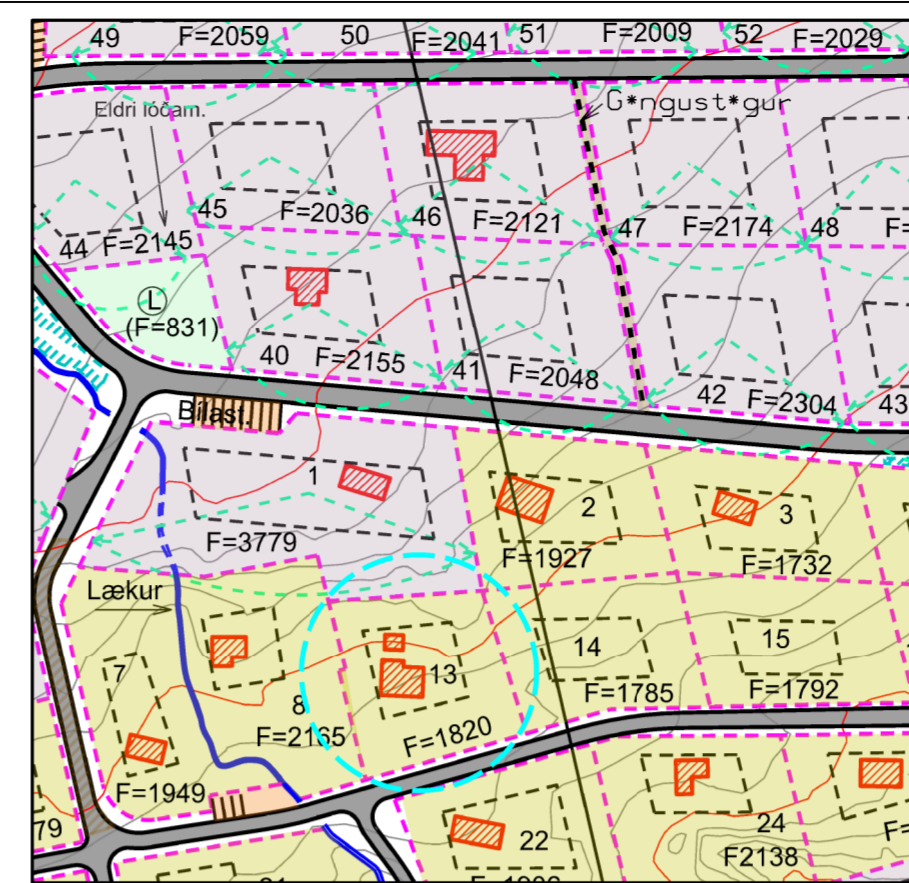 49 F=2059 50 F=2041 51 F=2009 52 F=2029
Eldri lóðam.
G*ngust*gur
45 F=2036 46 F=2121 47 F=2174 48 F=
44 F=2145
L
(F=831)
40 F=2155 41 F=2048 42 F=2304 43
Bílast.
1
F=3779
2
F=1927
3
F=1732
Lækur
7
F=1949
8
F=2165
13
F=1820
14
F=1785
15
F=1792
79
22
24
F2138
F=